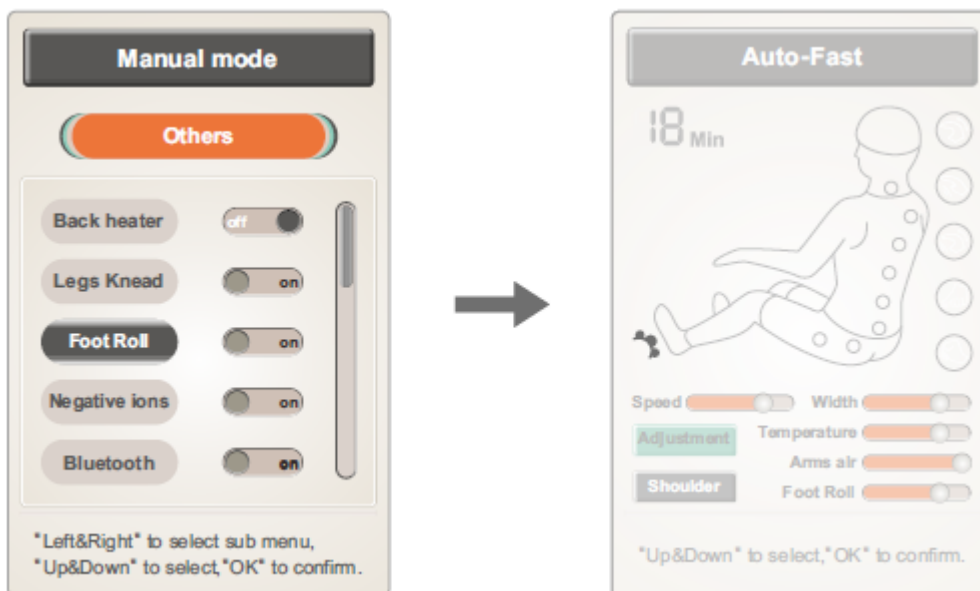 Manual mode
Others
Back heater off
Legs Knead on
Foot Roll on
Negative ions on
Bluetooth on
"Left&Right" to select sub menu,
"Up&Down" to select,"OK" to confirm.
Auto-Fast
18 Min
Speed Width
Adjustment Temperature
Arms air
Shoulder Foot Roll
"Up&Down" to select,"OK" to confirm.